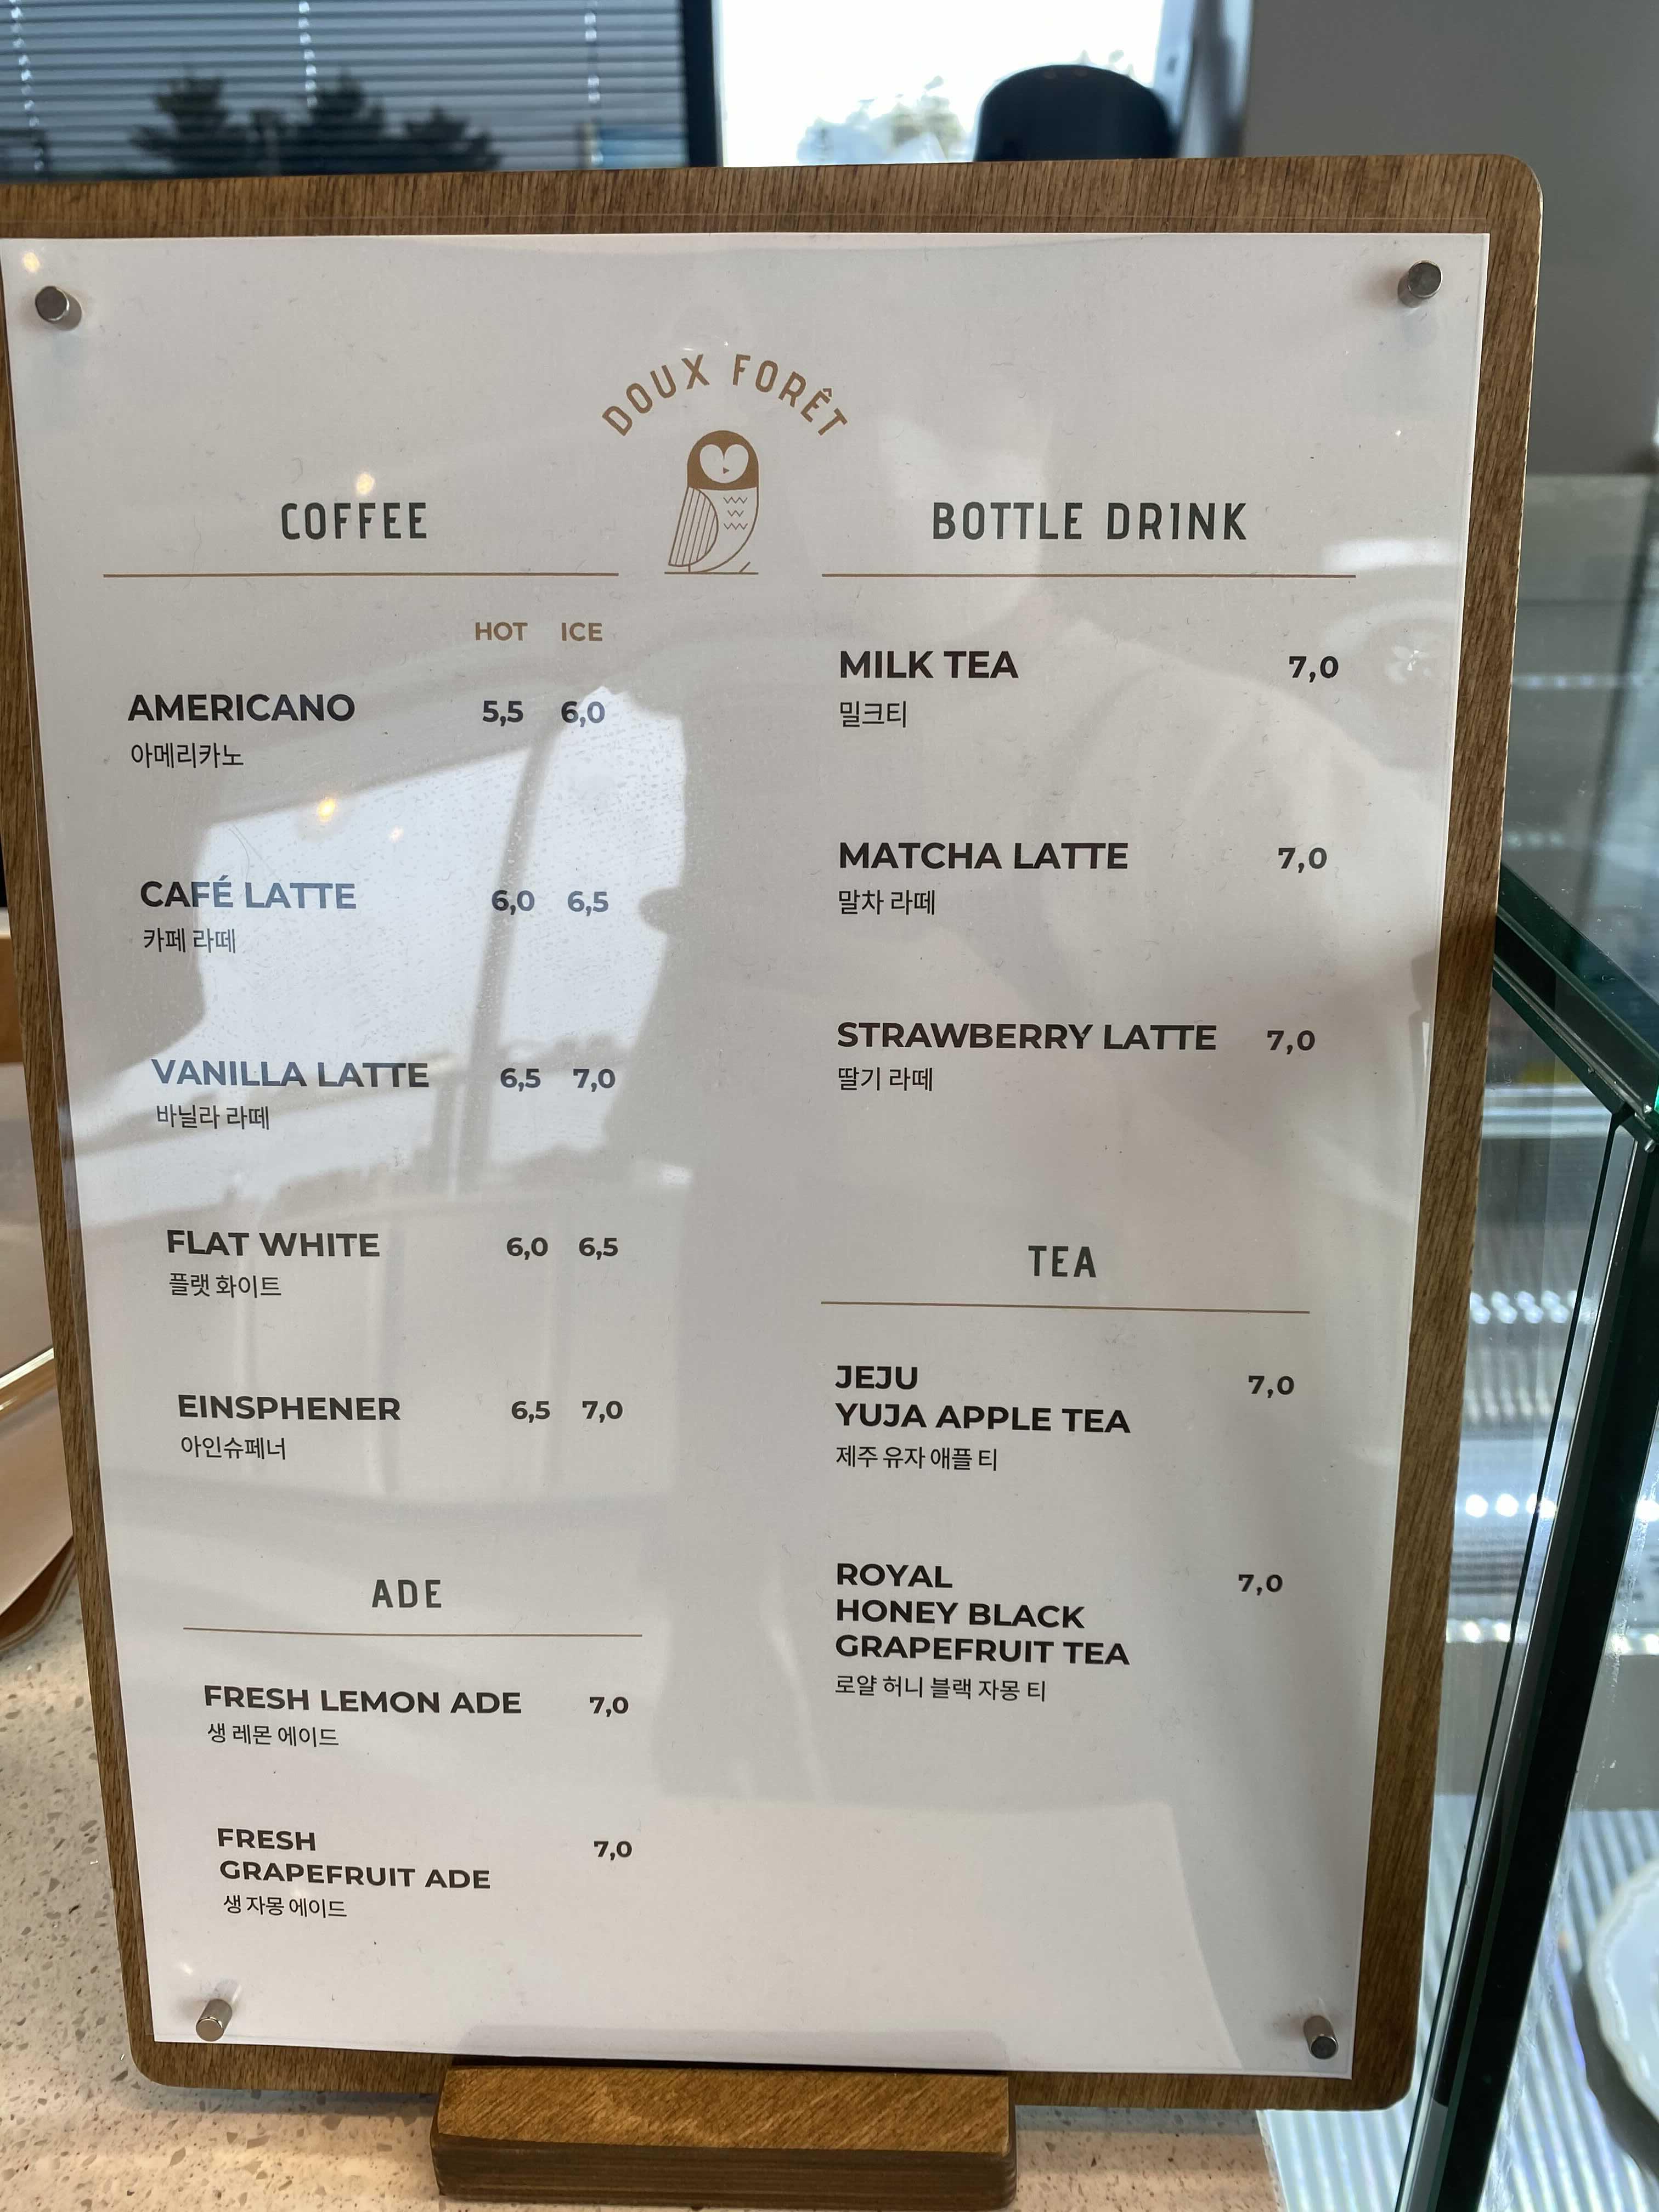 DOUX FORÊT
COFFEE
HOT ICE
AMERICANO 5,5 6,0
아메리카노
CAFÉ LATTE 6,0 6,5
카페 라떼
VANILLA LATTE 6,5 7,0
바닐라 라떼
FLAT WHITE 6,0 6,5
플랫 화이트
EINSPHENER 6,5 7,0
아인슈페너
ADE
FRESH LEMON ADE 7,0
생 레몬 에이드
FRESH 7,0
GRAPEFRUIT ADE
생 자몽 에이드
BOTTLE DRINK
MILK TEA 7,0
밀크티
MATCHA LATTE 7,0
말차 라떼
STRAWBERRY LATTE 7,0
딸기 라떼
TEA
JEJU 7,0
YUJA APPLE TEA
제주 유자 애플 티
ROYAL 7,0
HONEY BLACK
GRAPEFRUIT TEA
로얄 허니 블랙 자몽 티